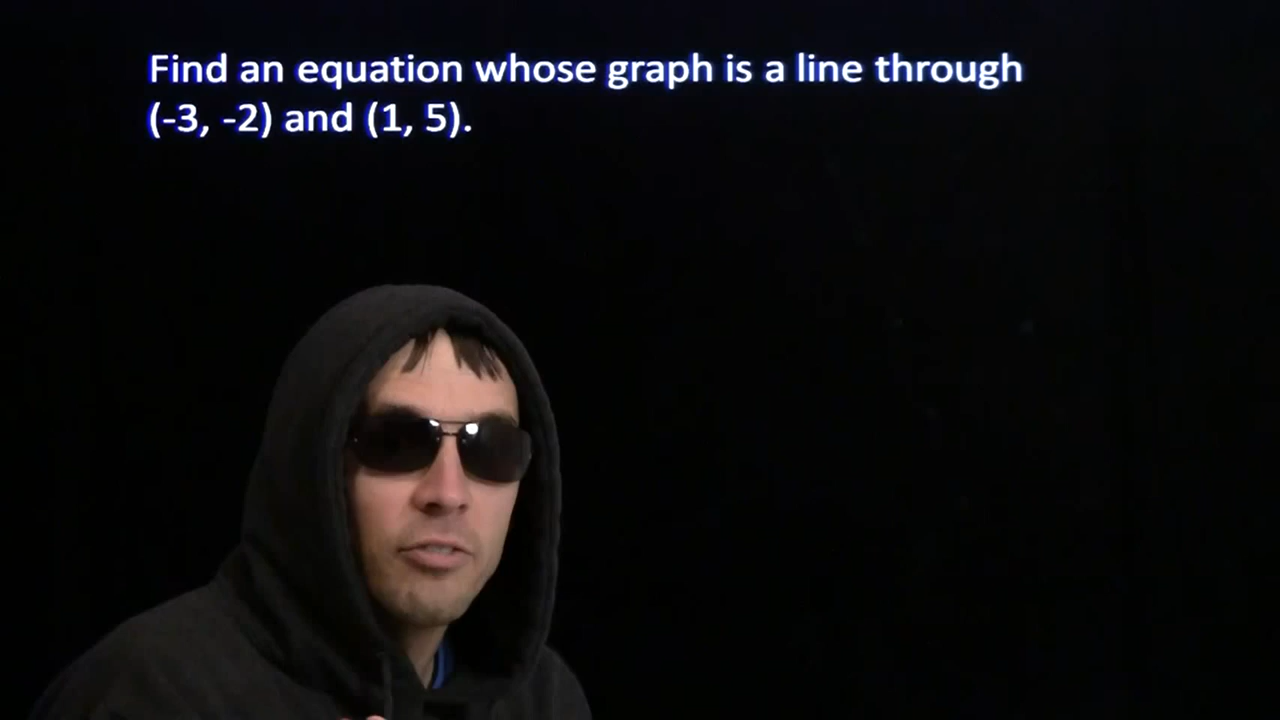 Find an equation whose graph is a line through
(-3, -2) and (1, 5).